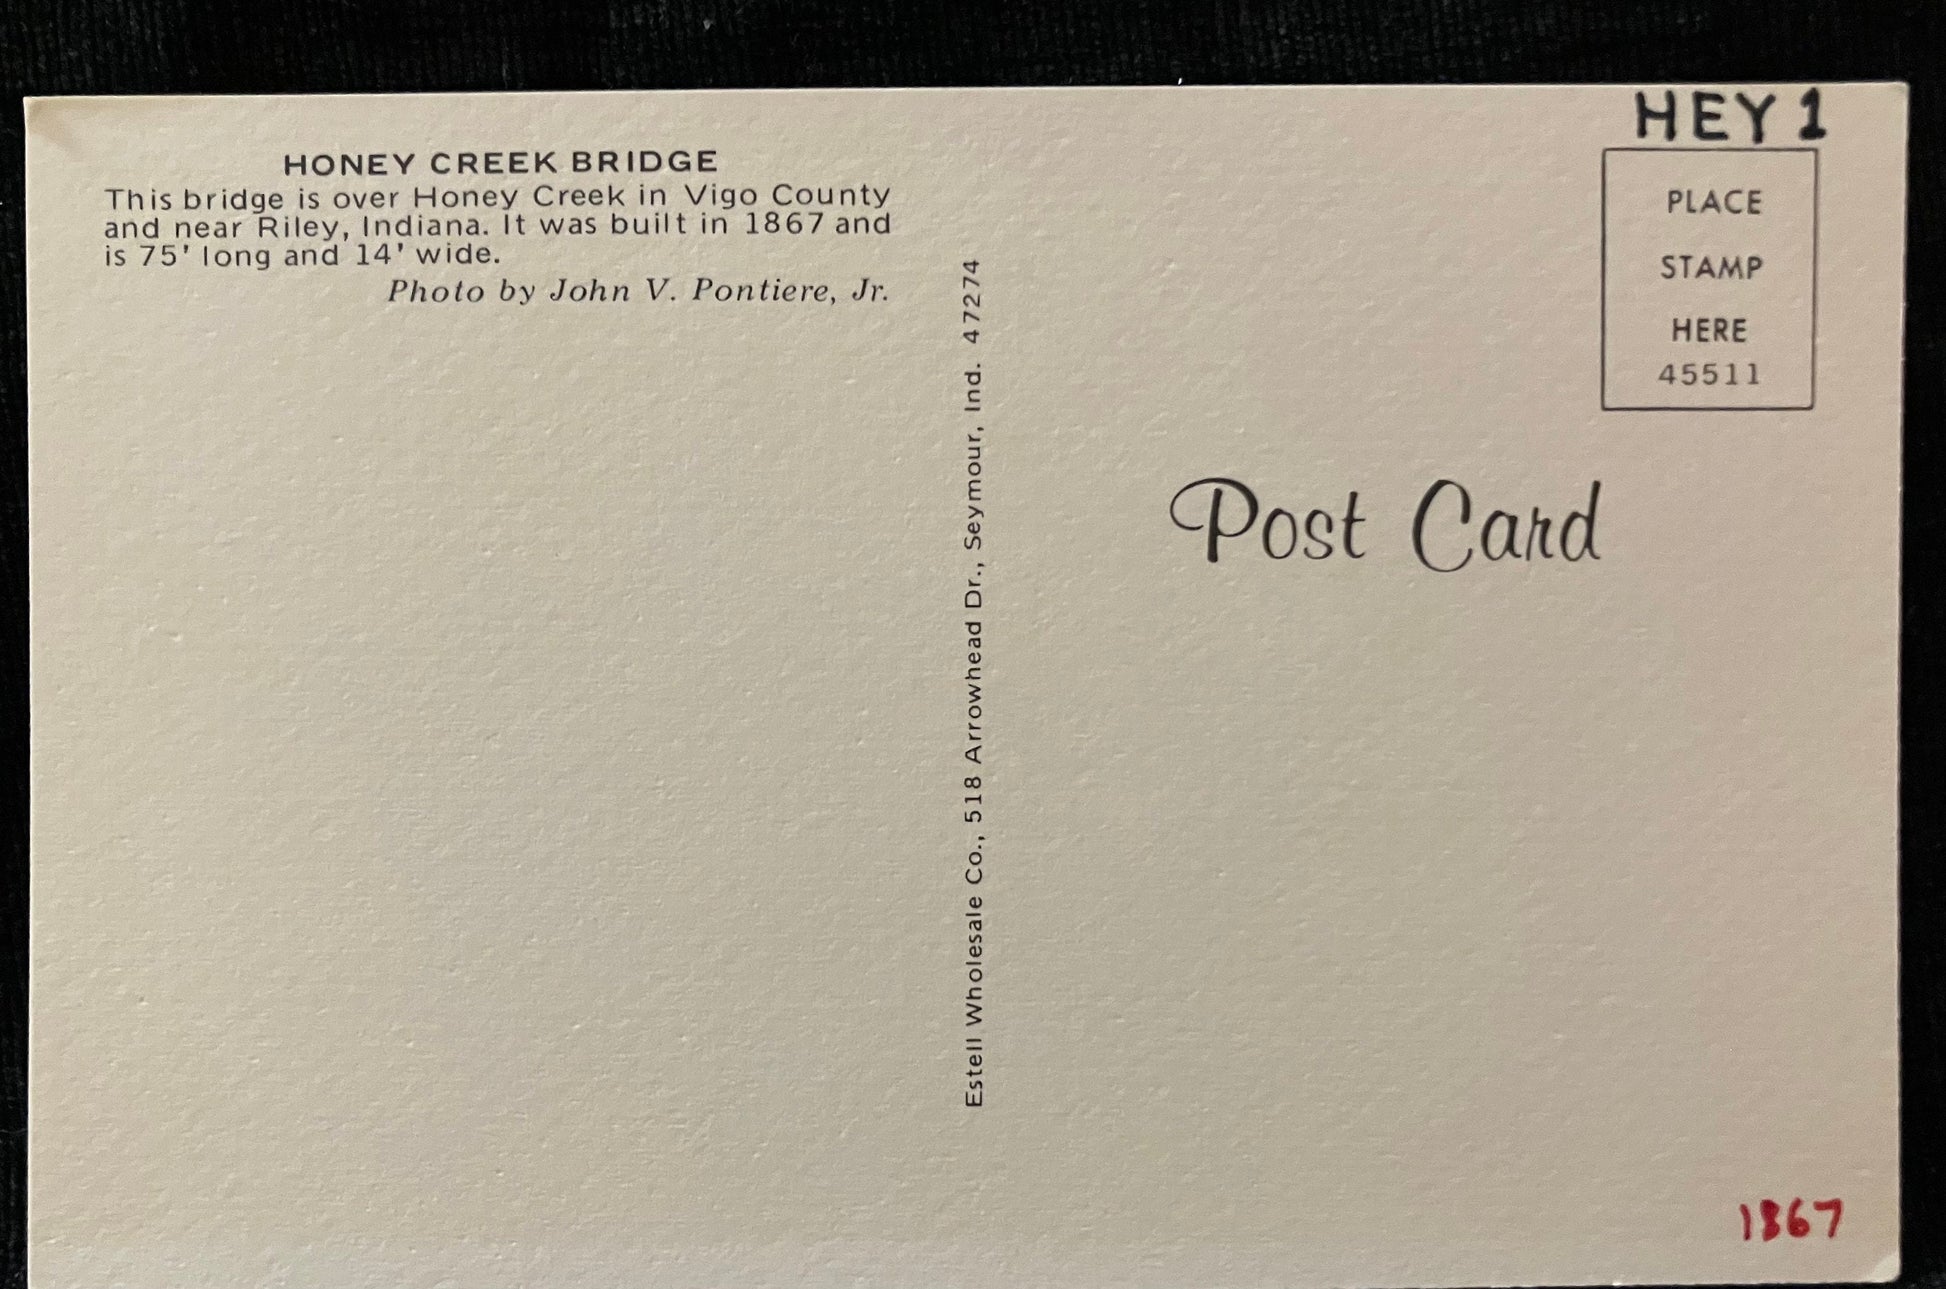 HONEY CREEK BRIDGE
This bridge is over Honey Creek in Vigo County
and near Riley, Indiana. It was built in 1867 and
is 75' long and 14' wide.
Photo by John V. Pontiere, Jr.
Estell Wholesale Co., 518 Arrowhead Dr., Seymour, Ind. 47274
HEY 1
PLACE
STAMP
HERE
45511
Post Card
1867